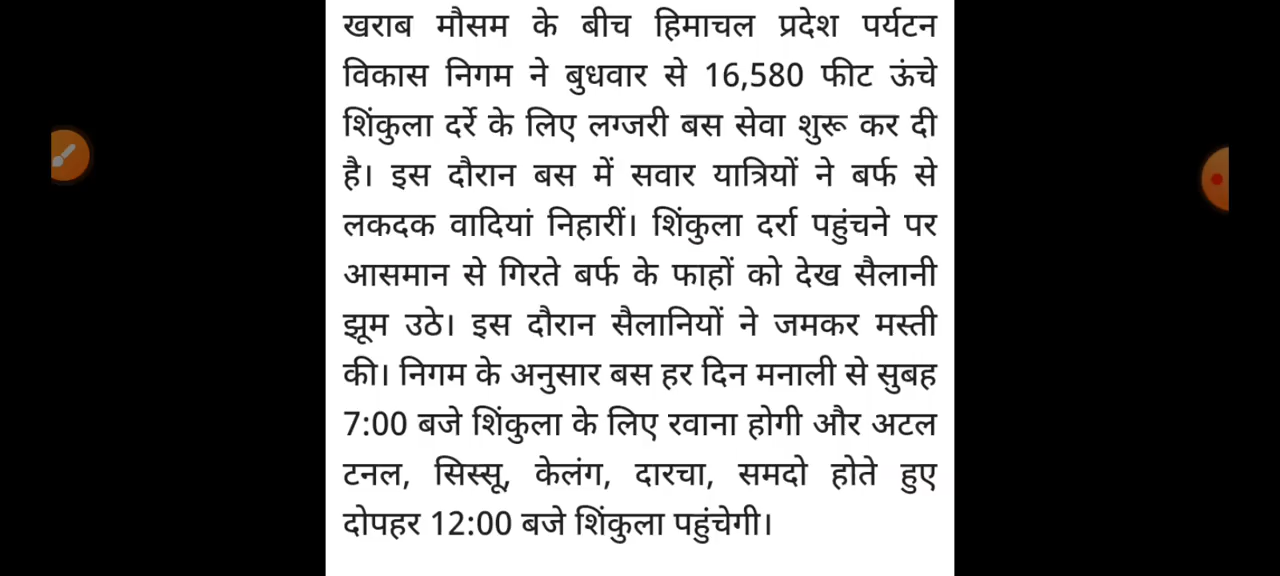 खराब मौसम के बीच हिमाचल प्रदेश पर्यटन
विकास निगम ने बुधवार से 16,580 फीट ऊंचे
शिंकुला दर्रे के लिए लग्जरी बस सेवा शुरू कर दी
है। इस दौरान बस में सवार यात्रियों ने बर्फ से
लकदक वादियां निहारीं। शिंकुला दर्रा पहुंचने पर
आसमान से गिरते बर्फ के फाहों को देख सैलानी
झूम उठे। इस दौरान सैलानियों ने जमकर मस्ती
की। निगम के अनुसार बस हर दिन मनाली से सुबह
7:00 बजे शिंकुला के लिए रवाना होगी और अटल
टनल, सिस्सू, केलंग, दारचा, समदो होते हुए
दोपहर 12:00 बजे शिंकुला पहुंचेगी।